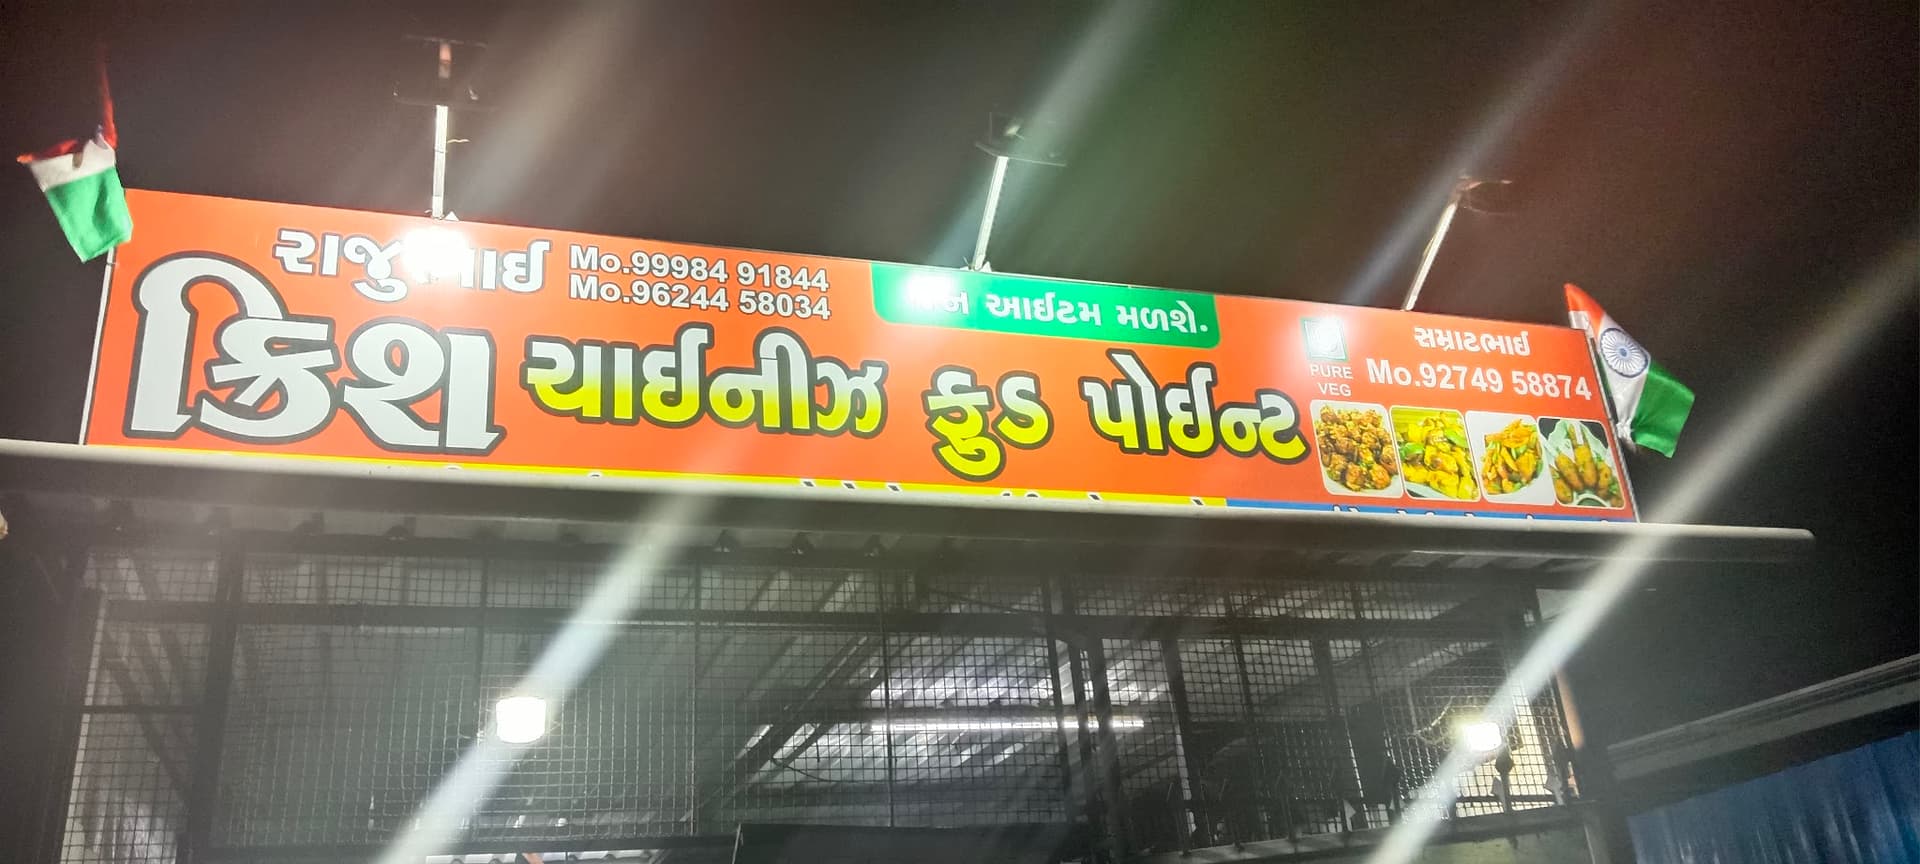 રાજુભાઈ
Mo.99984 91844
Mo.96244 58034
આઈટમ મળશે.
સમ્રાટભાઈ
Mo.92749 58874
PURE
VEG
ક્રિશ ચાઈનીઝ ફુડ પોઈન્ટ